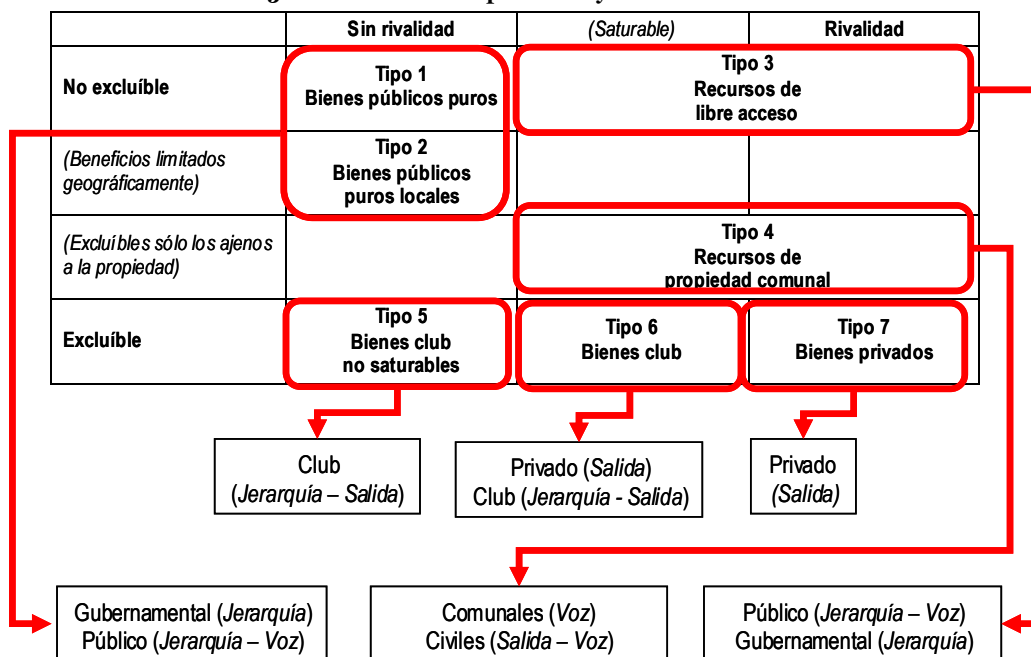 Sin rivalidad
(Saturable)
Rivalidad
No excluíble
Tipo 1
Bienes públicos puros
Tipo 3
Recursos de
libre acceso
(Beneficios limitados
geográficamente)
Tipo 2
Bienes públicos
puros locales
(Excluíbles sólo los ajenos
a la propiedad)
Tipo 4
Recursos de
propiedad comunal
Excluíble
Tipo 5
Bienes club
no saturables
Tipo 6
Bienes club
Tipo 7
Bienes privados
Club
(Jerarquía – Salida)
Privado (Salida)
Club (Jerarquía - Salida)
Privado
(Salida)
Gubernamental (Jerarquía)
Público (Jerarquía – Voz)
Comunales (Voz)
Civiles (Salida – Voz)
Público (Jerarquía – Voz)
Gubernamental (Jerarquía)